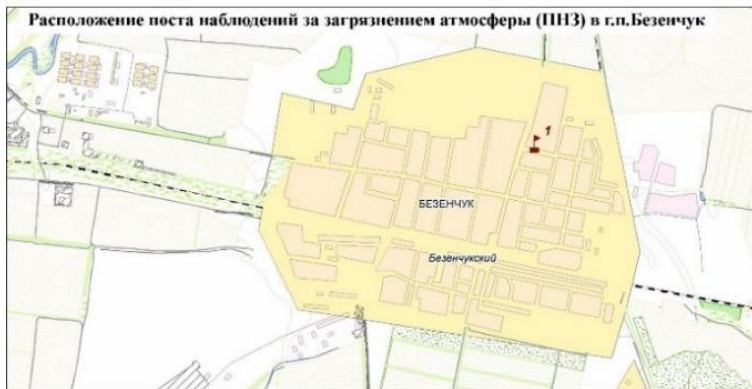 Расположение поста наблюдений за загрязнением атмосферы (ПНЗ) в г.п.Безенчук
1
БЕЗЕНЧУК
Безенчукский